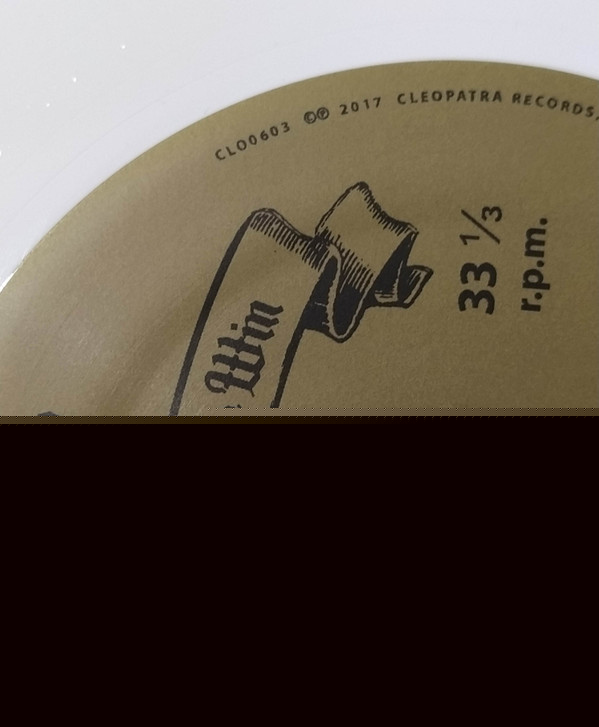 CLO0603 ©℗ 2017 CLEOPATRA RECORDS,
Win
33 ⅓
r.p.m.